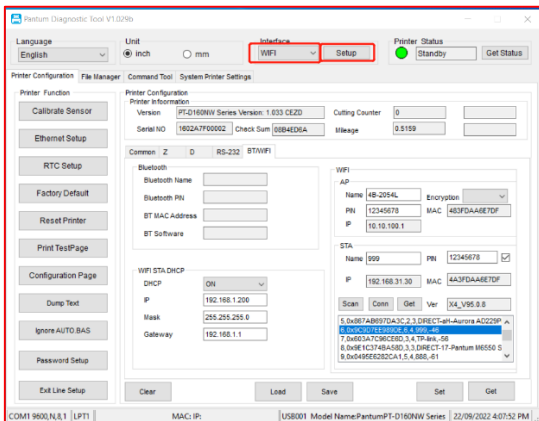 Pantum Diagnostic Tool V1.029b
Language
Unit
Interface
Printer Status
English
inch
mm
WIFI
Setup
Standby
Get Status
Printer Configuration
File Manager
Command Tool
System Printer Settings
Printer Function
Calibrate Sensor
Ethernet Setup
RTC Setup
Factory Default
Reset Printer
Print TestPage
Configuration Page
Dump Text
Ignore AUTO.BAS
Password Setup
Exit Line Setup
Printer Configuration
Printer Infoormation
Version
PT-D160NW Series Version: 1.033 CEZD
Cutting Counter
0
Serial NO
1602A7F00002
Check Sum
08B4ED6A
Mileage
0.5159
Common
Z
D
RS-232
BT/WIFI
Bluetooth
Bluetooth Name
Bluetooth PIN
BT MAC Address
BT Software
WIFI STA DHCP
DHCP
ON
IP
192.168.1.200
Mask
255.255.255.0
Gateway
192.168.1.1
WIFI
AP
Name
4B-2054L
Encryption
PIN
12345678
MAC
483FDAA6E7DF
IP
10.10.100.1
STA
Name
999
PIN
12345678
IP
192.168.31.30
MAC
4A3FDAA6E7DF
Scan
Conn
Get
Ver
X4_V95.0.8
5,0x867AB697DA3C,2,3,DIRECT-aH-Aurora AD229P
6,0x9C9D7EE989DE,6,4,999,-46
7,0x603A7C96CE8D,3,4,TP-link,-56
8,0x9E1C374BA58D,3,3,DIRECT-17-Pantum M6550 S
9,0x0495E6282CA1,5,4,888,-61
Clear
Load
Save
Set
Get
COM1 9600,N,8,1
LPT1
MAC: IP:
USB001 Model Name:PantumPT-D160NW Series
22/09/2022 4:07:52 PM